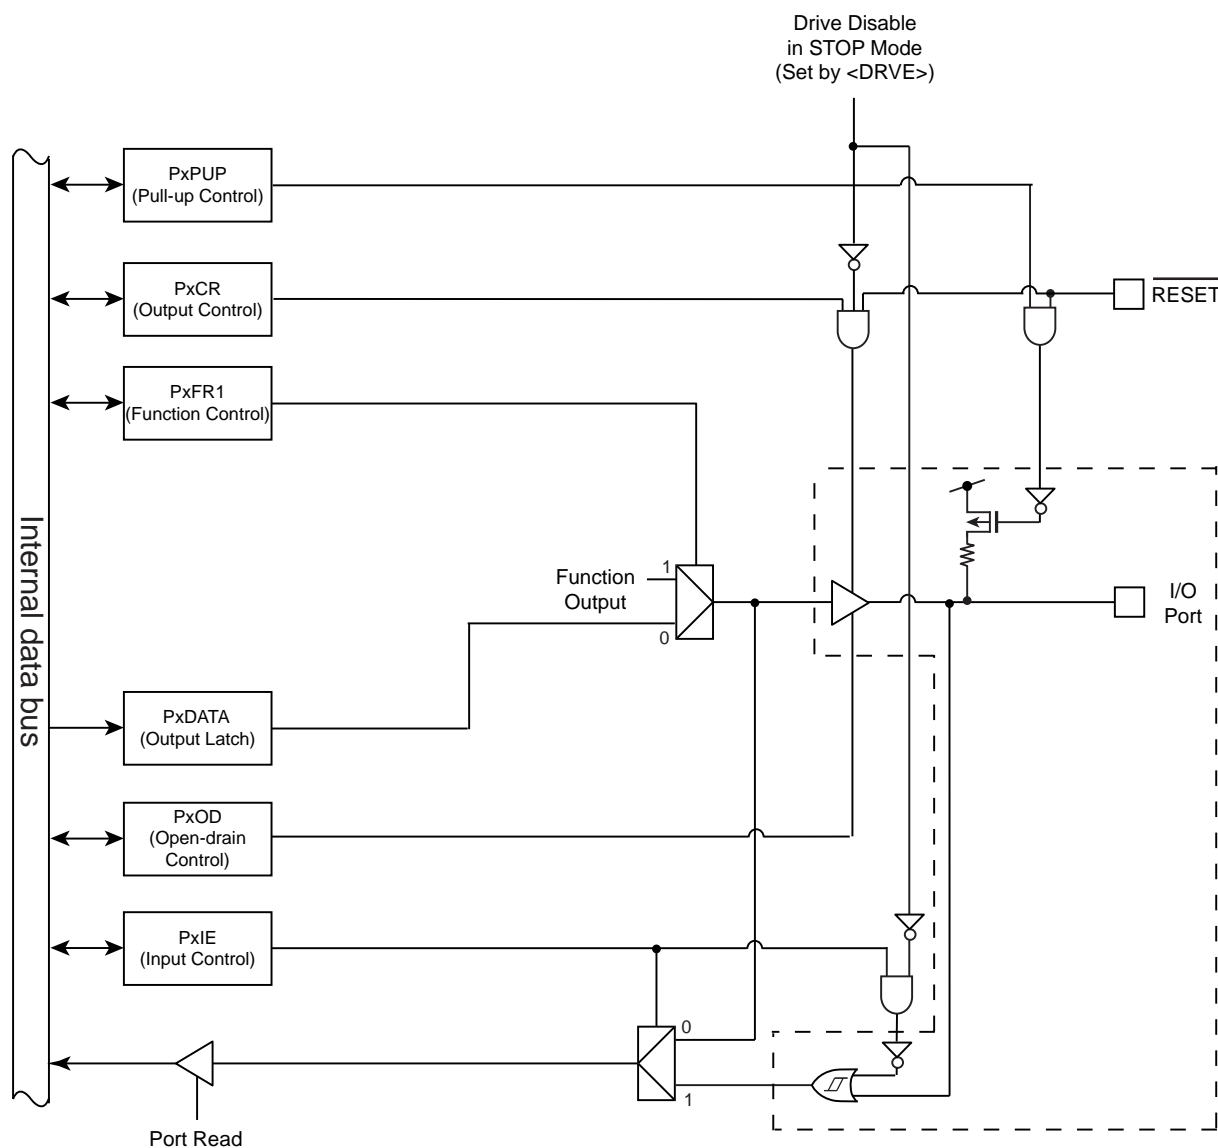 Drive Disable
in STOP Mode
(Set by <DRVE>)
PxPUP
(Pull-up Control)
PxCR
(Output Control)
RESET
PxFR1
(Function Control)
Internal data bus
Function
Output
1
0
I/O
Port
PxDATA
(Output Latch)
PxOD
(Open-drain
Control)
PxIE
(Input Control)
0
1
Port Read